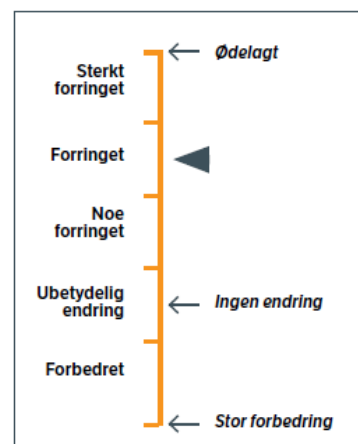 Ødelagt
Sterkt
forringet
Forringet
Noe
forringet
Ubetydelig
endring
Ingen endring
Forbedret
Stor forbedring